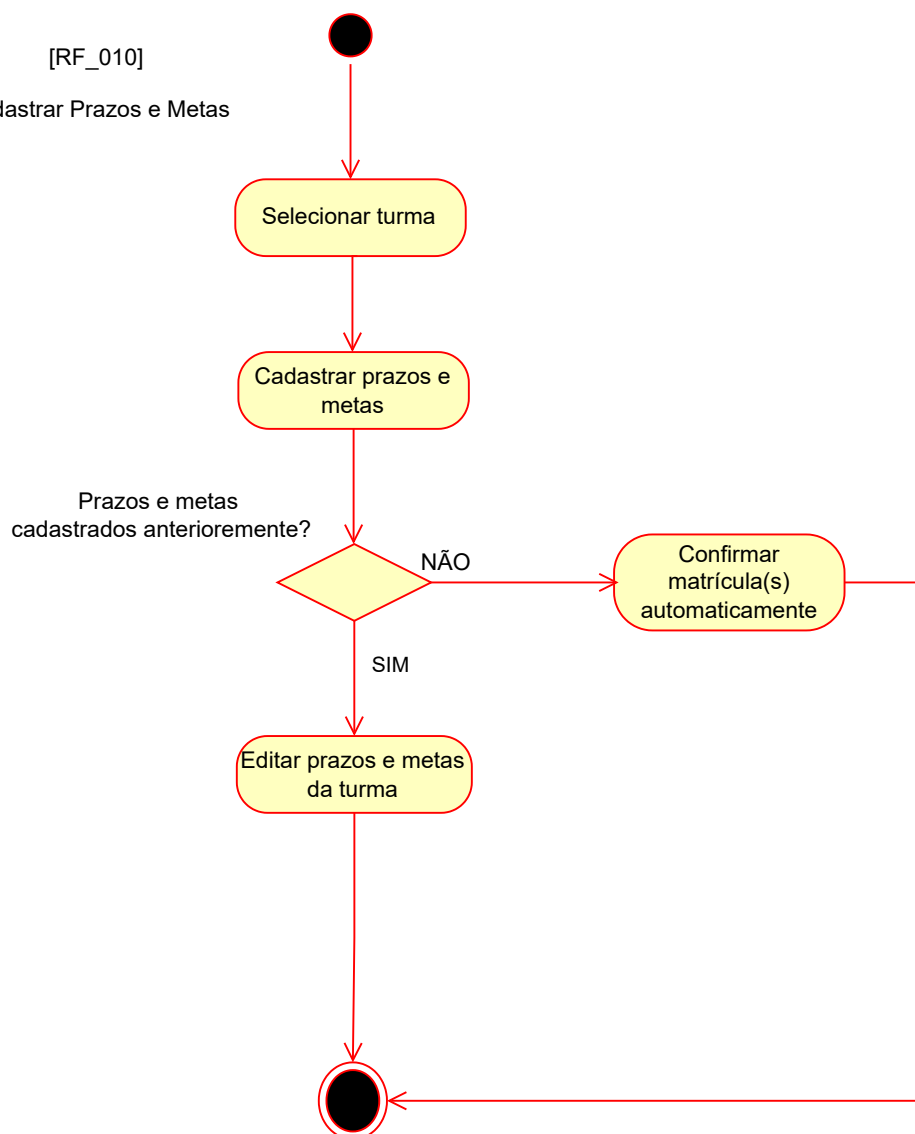 [RF_010]
dastrar Prazos e Metas
Selecionar turma
Cadastrar prazos e
metas
Prazos e metas
cadastrados anterioremente?
NÃO
Confirmar
matrícula(s)
automaticamente
SIM
Editar prazos e metas
da turma